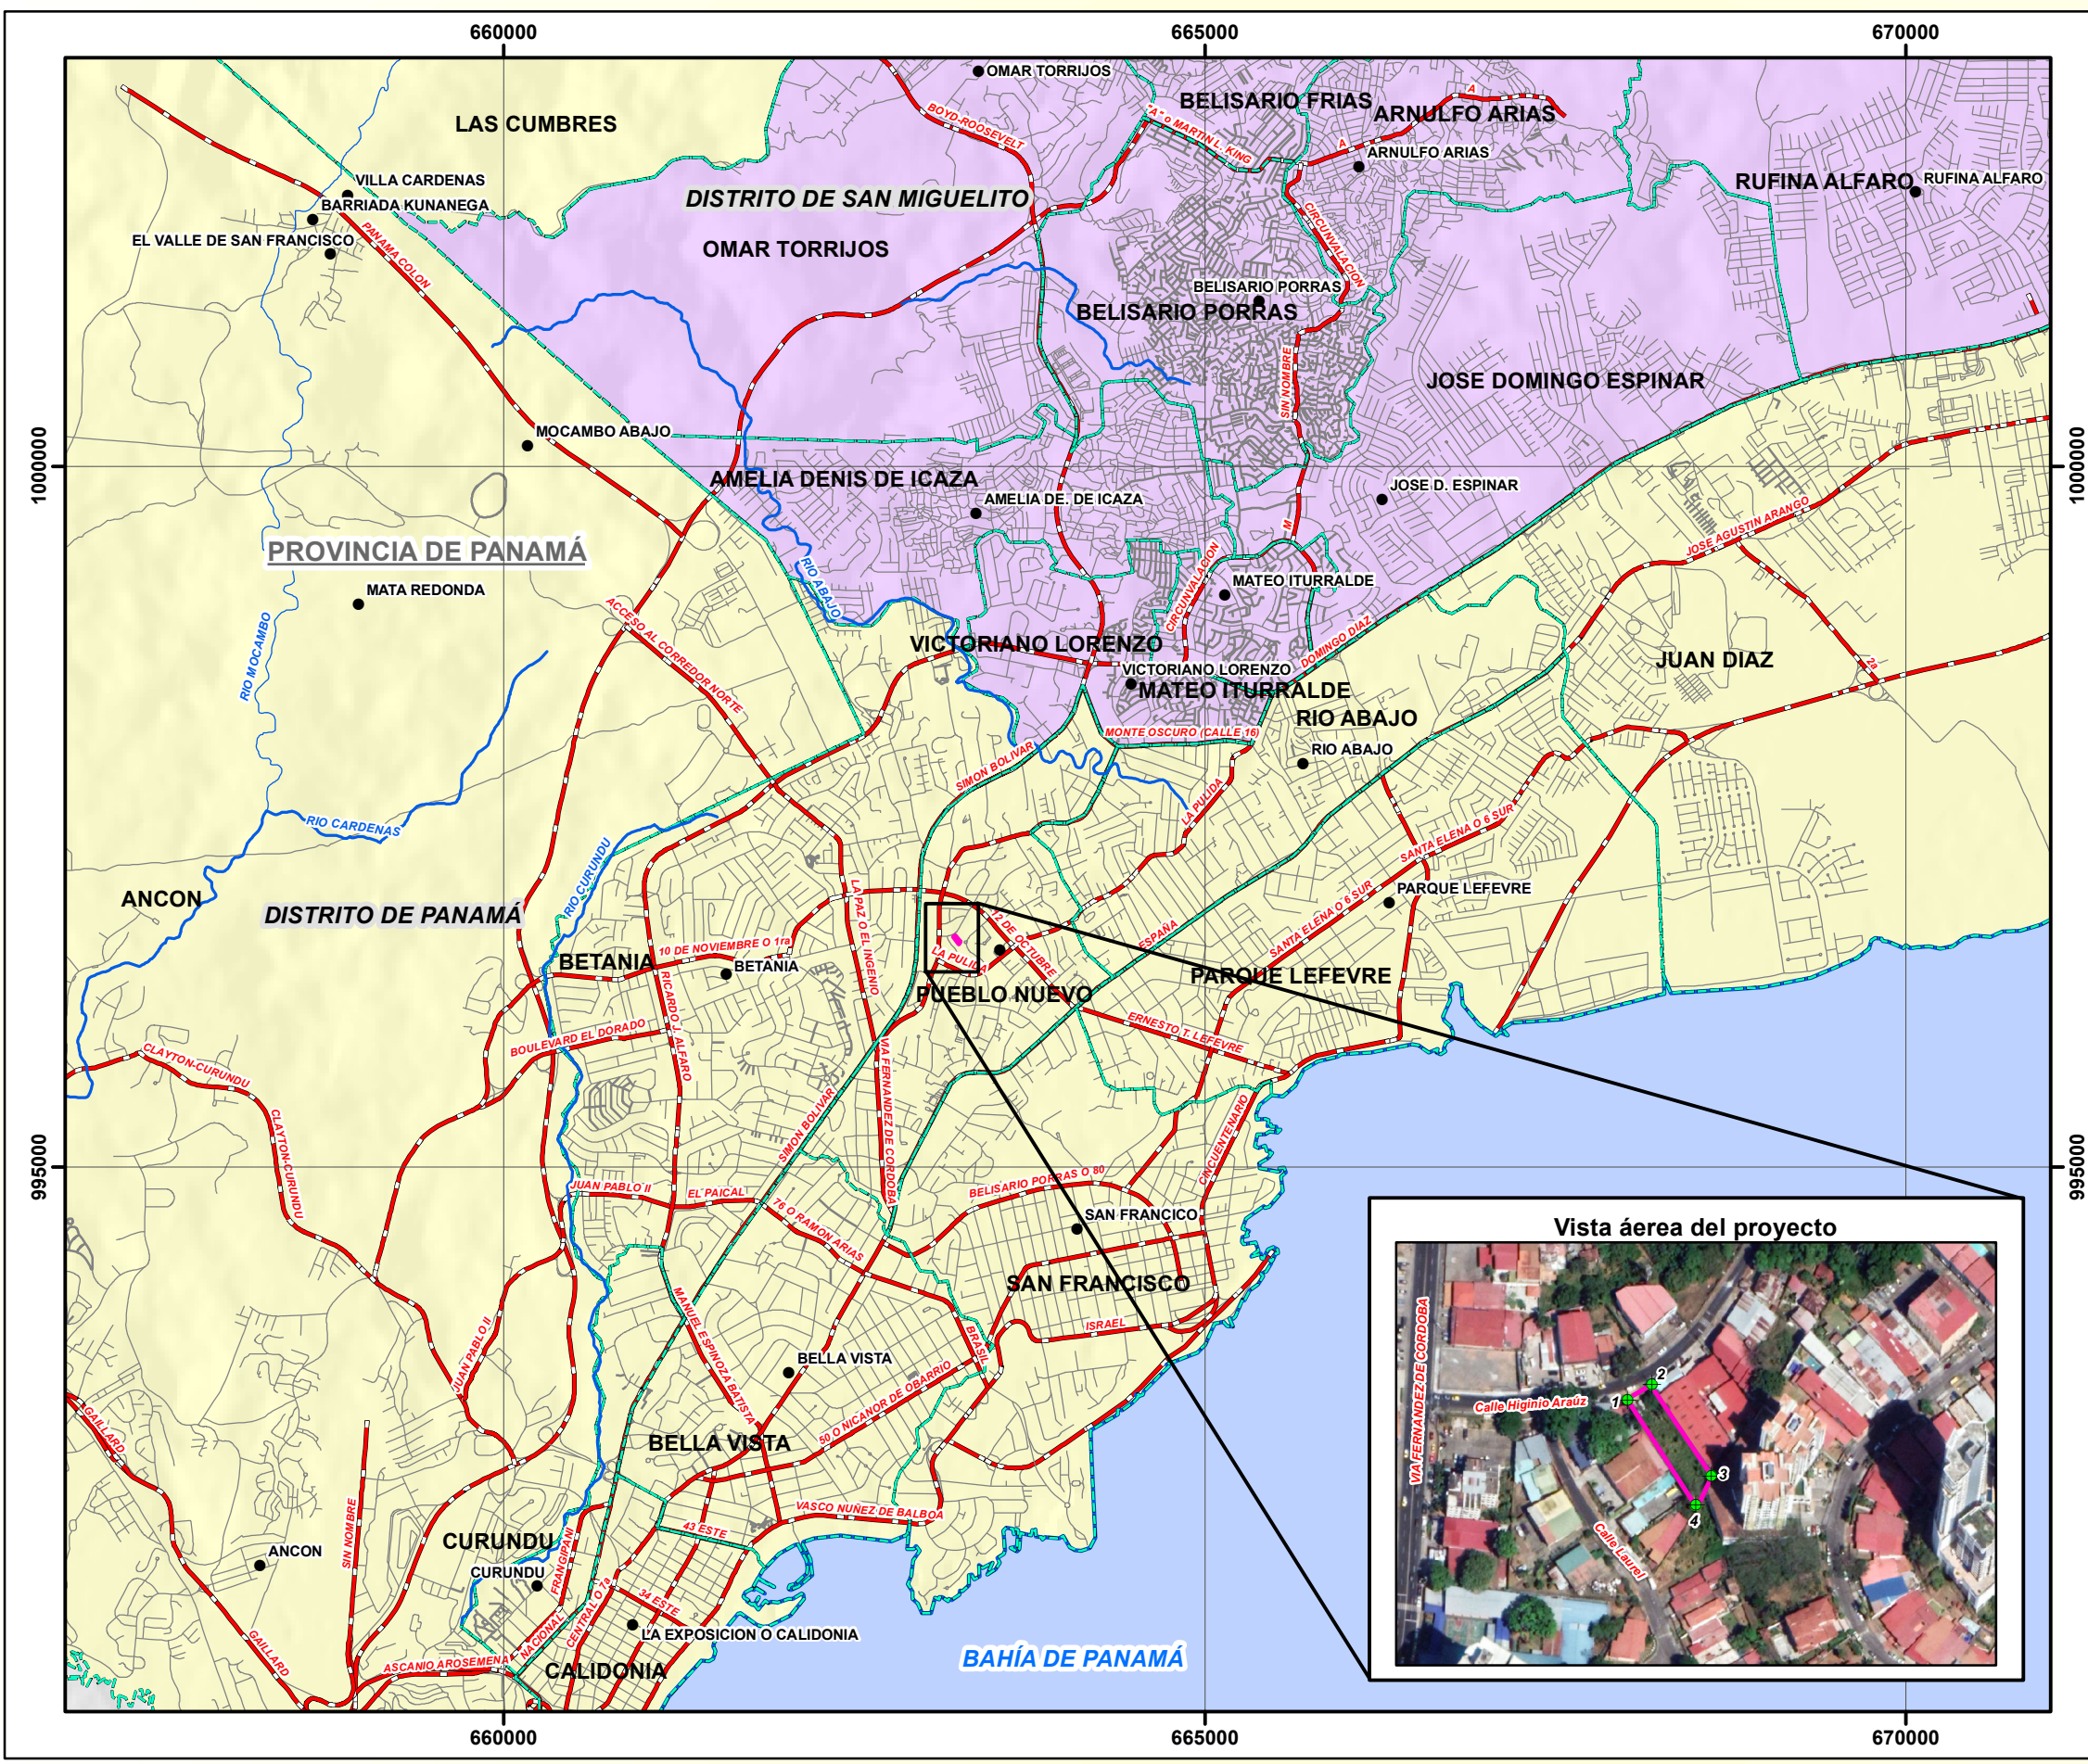 660000
665000
670000
OMAR TORRIJOS
BELISARIO FRIAS
ARNULFO ARIAS
A
BOYD-ROOSEVELT
"A" o MARTIN L. KING
A
LAS CUMBRES
ARNULFO ARIAS
VILLA CARDENAS
RUFINA ALFARO
RUFINA ALFARO
DISTRITO DE SAN MIGUELITO
BARRIADA KUNANEGA
EL VALLE DE SAN FRANCISCO
PANAMA COLON
OMAR TORRIJOS
CIRCUNVALACION
BELISARIO PORRAS
BELISARIO PORRAS
SIN NOMBRE
JOSE DOMINGO ESPINAR
MOCAMBO ABAJO
1000000
1000000
AMELIA DENIS DE ICAZA
AMELIA DE. DE ICAZA
JOSE D. ESPINAR
M
JOSE AGUSTIN ARANGO
PROVINCIA DE PANAMÁ
MATA REDONDA
RIO ABAJO
CIRCUNVALACION
MATEO ITURRALDE
ACCESO AL CORREDOR NORTE
RIO MOCAMBO
VICTORIANO LORENZO
DOMINGO DIAZ
VICTORIANO LORENZO
JUAN DIAZ
2a
MATEO ITURRALDE
RIO ABAJO
MONTE OSCURO (CALLE 16)
RIO ABAJO
SIMON BOLIVAR
LA PULIDA
RIO CARDENAS
SANTA ELENA O 6 SUR
RIO CURUNDU
ANCON
DISTRITO DE PANAMÁ
LA PAZ O EL INGENIO
PARQUE LEFEVRE
12 DE OCTUBRE
ESPAÑA
SANTA ELENA O 6 SUR
10 DE NOVIEMBRE O 1ra
BETANIA
BETANIA
LA PULIDA
PARQUE LEFEVRE
PUEBLO NUEVO
RICARDO J. ALFARO
BOULEVARD EL DORADO
ERNESTO T. LEFEVRE
CLAYTON-CURUNDU
CLAYTON-CURUNDU
VIA FERNANDEZ DE CORDOBA
SIMON BOLIVAR
CINCUENTENARIO
995000
995000
JUAN PABLO II
EL PAICAL
BELISARIO PORRAS O 80
76 O RAMON ARIAS
SAN FRANCICO
SAN FRANCISCO
MANUEL ESPINOZA BATISTA
ISRAEL
BRASIL
JUAN PABLO II
BELLA VISTA
50 O NICANOR DE OBARRIO
BELLA VISTA
GAILLARD
VASCO NUÑEZ DE BALBOA
43 ESTE
SIN NOMBRE
CURUNDU
ANCON
CURUNDU
FRANGIPANI
CENTRAL O 7a
34 ESTE
LA EXPOSICION O CALIDONIA
NACIONAL
GAILLARD
ASCANIO AROSEMENA
CALIDONIA
BAHÍA DE PANAMÁ
Vista áerea del proyecto
VIA FERNANDEZ DE CORDOBA
Calle Higinio Araúz
1
2
3
4
Calle Laurel
660000
665000
670000